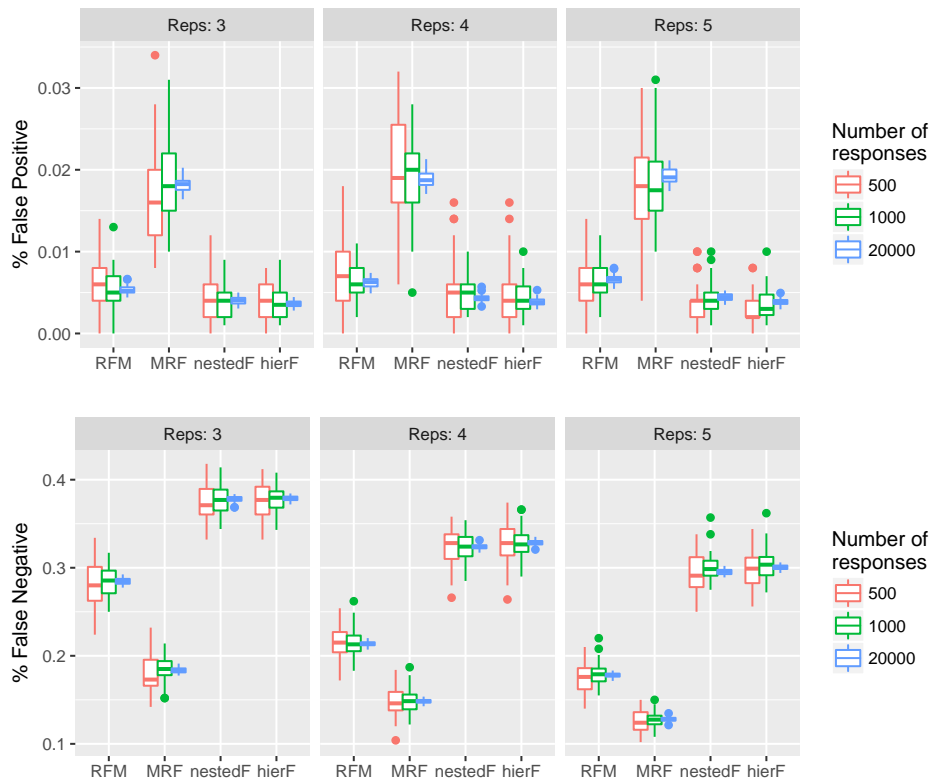 Reps: 3
Reps: 4
Reps: 5
% False Positive
0.03
0.02
0.01
0.00
RFM MRF nestedF hierF
RFM MRF nestedF hierF
RFM MRF nestedF hierF
Number of
responses
500
1000
20000
Reps: 3
Reps: 4
Reps: 5
% False Negative
0.4
0.3
0.2
0.1
RFM MRF nestedF hierF
RFM MRF nestedF hierF
RFM MRF nestedF hierF
Number of
responses
500
1000
20000